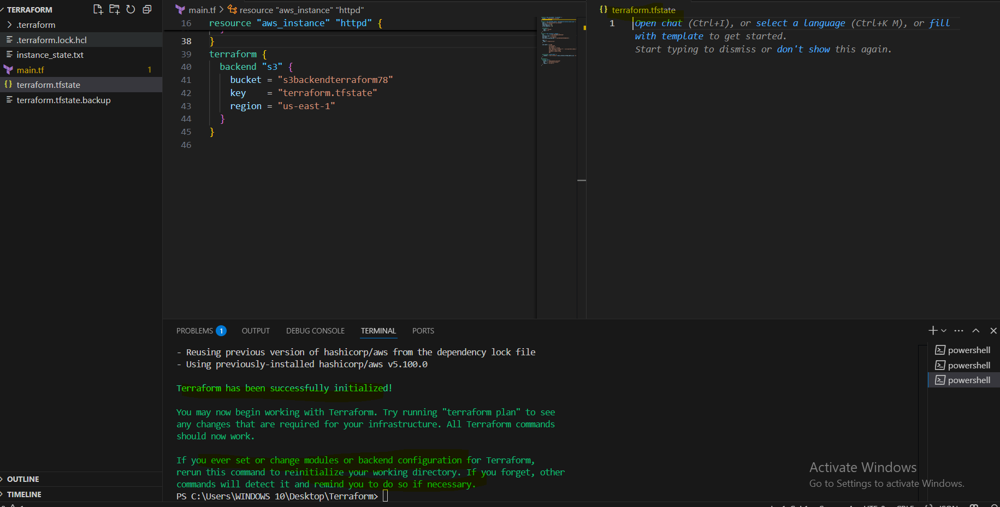 TERRAFORM
.terraform
.terraform.lock.hcl
instance_state.txt
main.tf 1
terraform.tfstate
terraform.tfstate.backup
OUTLINE
TIMELINE
main.tf > resource "aws_instance" "httpd"
16 resource "aws_instance" "httpd" {
38 }
39 terraform {
40 backend "s3" {
41 bucket = "s3backendterraform78"
42 key = "terraform.tfstate"
43 region = "us-east-1"
44 }
45 }
46
{} terraform.tfstate
1 Open chat (Ctrl+I), or select a language (Ctrl+K M), or fill
with template to get started.
Start typing to dismiss or don't show this again.
PROBLEMS 1 OUTPUT DEBUG CONSOLE TERMINAL PORTS
- Reusing previous version of hashicorp/aws from the dependency lock file
- Using previously-installed hashicorp/aws v5.100.0
Terraform has been successfully initialized!
You may now begin working with Terraform. Try running "terraform plan" to see
any changes that are required for your infrastructure. All Terraform commands
should now work.
If you ever set or change modules or backend configuration for Terraform,
rerun this command to reinitialize your working directory. If you forget, other
commands will detect it and remind you to do so if necessary.
PS C:\Users\WINDOWS 10\Desktop\Terraform>
powershell
powershell
powershell
Activate Windows
Go to Settings to activate Windows.